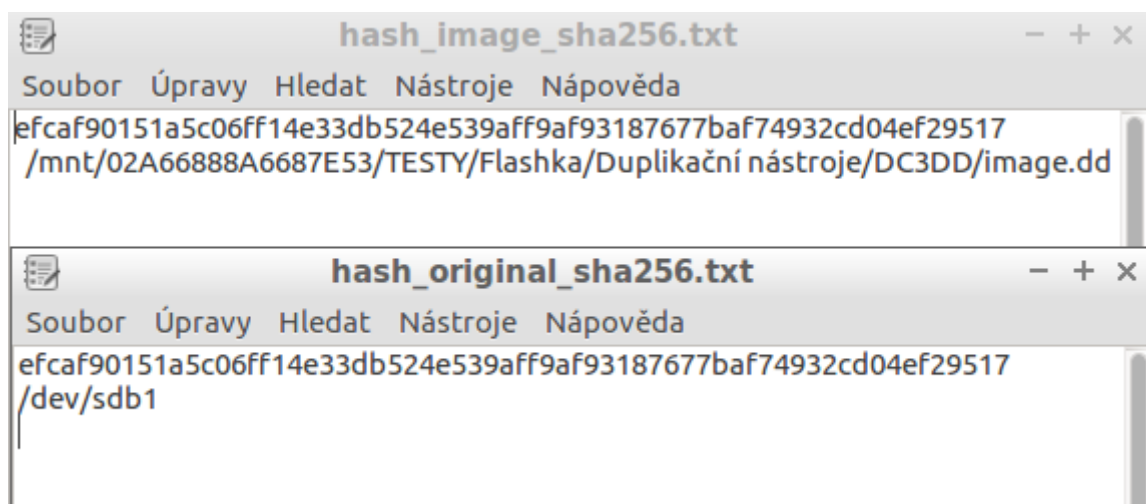 hash_image_sha256.txt
Soubor Úpravy Hledat Nástroje Nápověda
efcaf90151a5c06ff14e33db524e539aff9af93187677baf74932cd04ef29517
/mnt/02A66888A6687E53/TESTY/Flashka/Duplikační nástroje/DC3DD/image.dd
hash_original_sha256.txt
Soubor Úpravy Hledat Nástroje Nápověda
efcaf90151a5c06ff14e33db524e539aff9af93187677baf74932cd04ef29517
/dev/sdb1